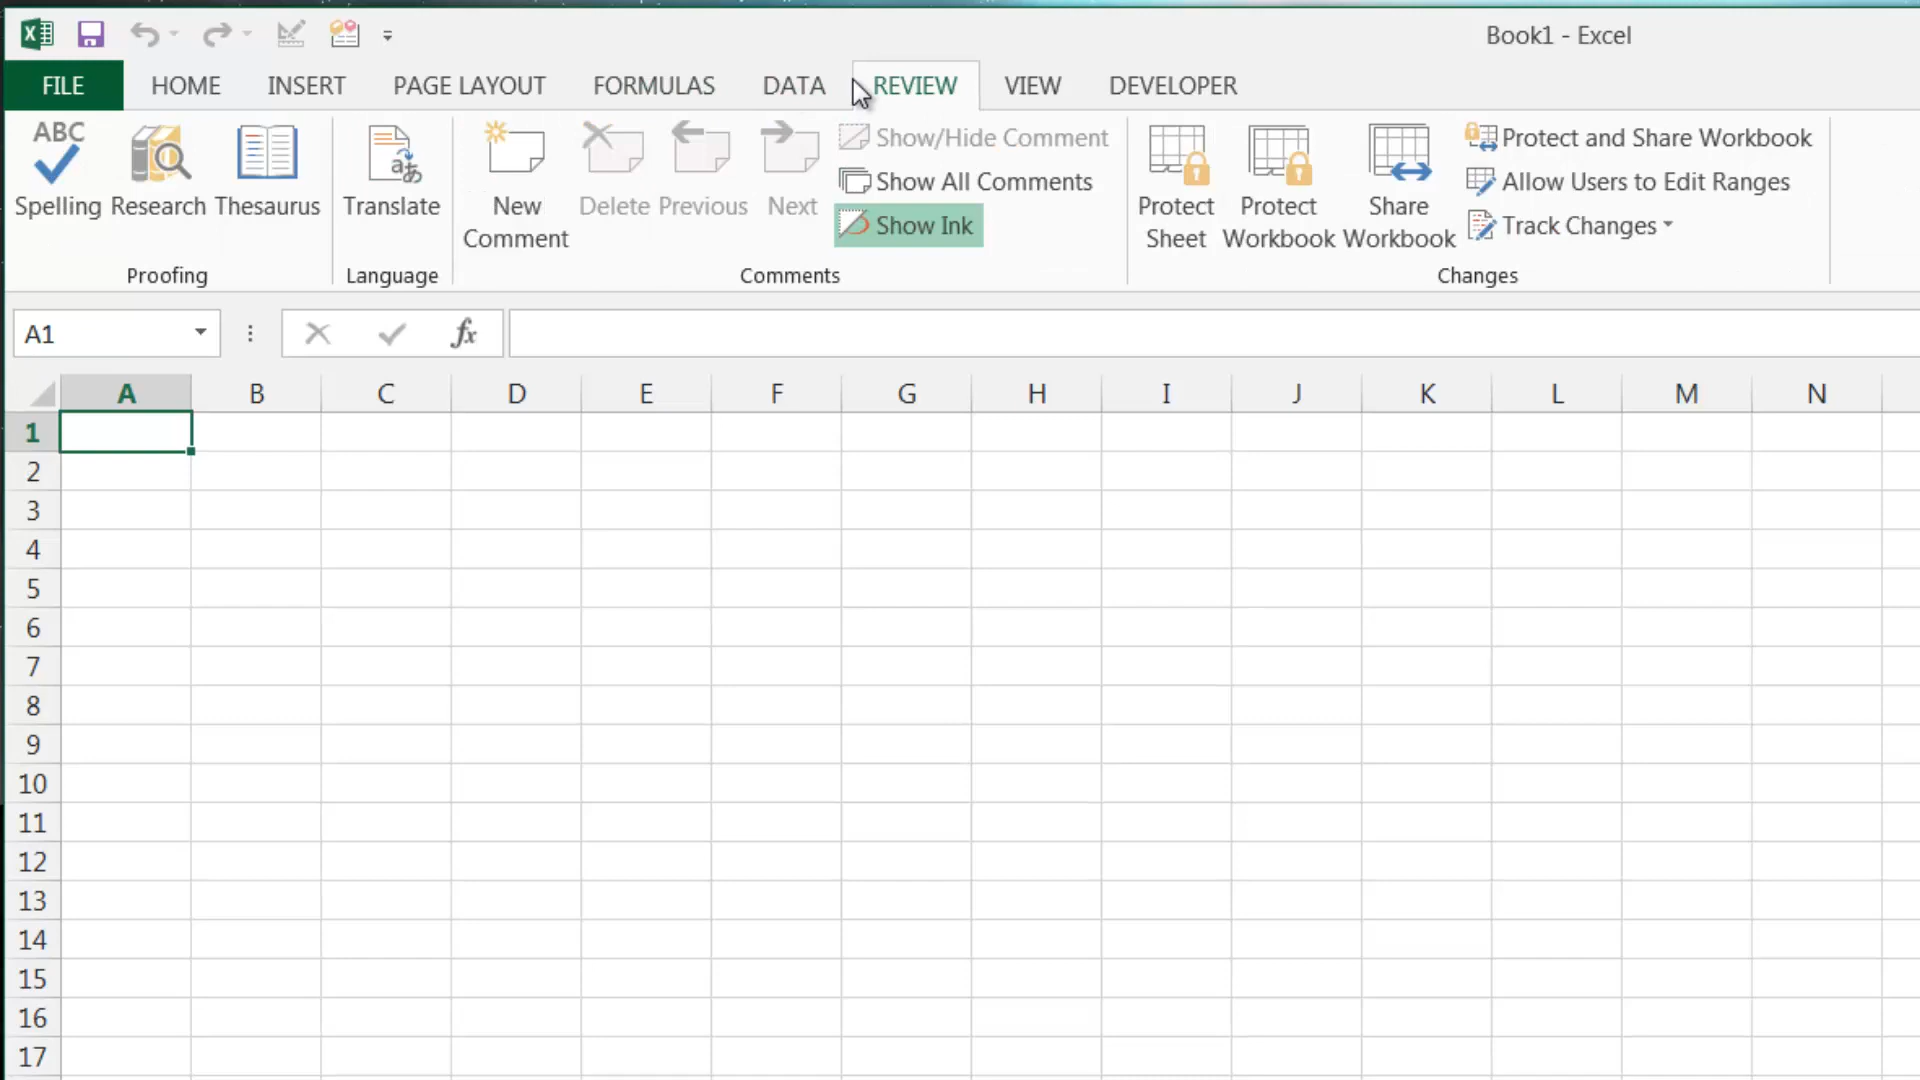 Book1 - Excel
FILE HOME INSERT PAGE LAYOUT FORMULAS DATA REVIEW VIEW DEVELOPER
ABC
Spelling Research Thesaurus
Proofing
Translate
Language
New
Comment
Delete Previous Next
Show/Hide Comment
Show All Comments
Show Ink
Comments
Protect
Sheet
Protect
Workbook
Share
Workbook
Protect and Share Workbook
Allow Users to Edit Ranges
Track Changes
Changes
A1 fx
A B C D E F G H I J K L M N
1
2
3
4
5
6
7
8
9
10
11
12
13
14
15
16
17